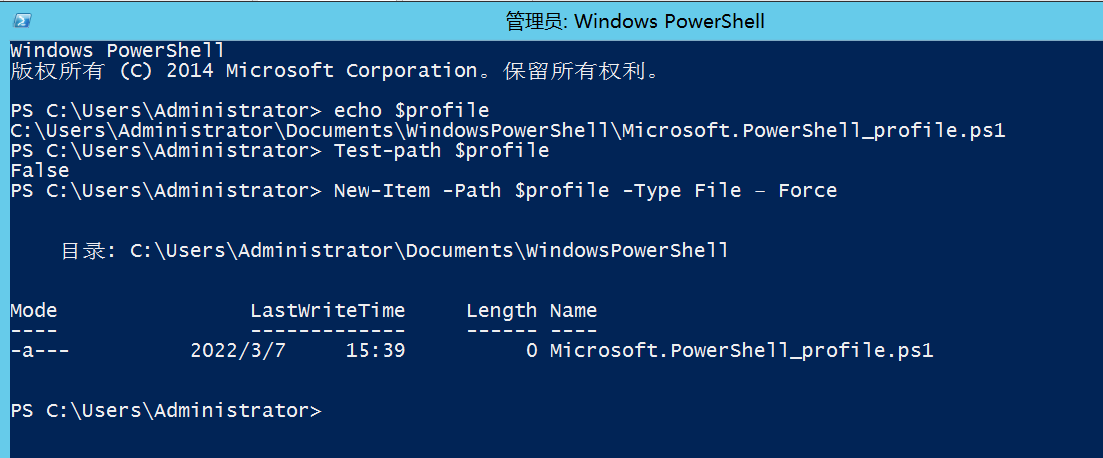 管理员: Windows PowerShell
Windows PowerShell
版权所有 (C) 2014 Microsoft Corporation。保留所有权利。
PS C:\Users\Administrator> echo $profile
C:\Users\Administrator\Documents\WindowsPowerShell\Microsoft.PowerShell_profile.ps1
PS C:\Users\Administrator> Test-path $profile
False
PS C:\Users\Administrator> New-Item -Path $profile -Type File – Force
目录: C:\Users\Administrator\Documents\WindowsPowerShell
Mode LastWriteTime Length Name
---- ------------- ------ ----
-a--- 2022/3/7 15:39 0 Microsoft.PowerShell_profile.ps1
PS C:\Users\Administrator>